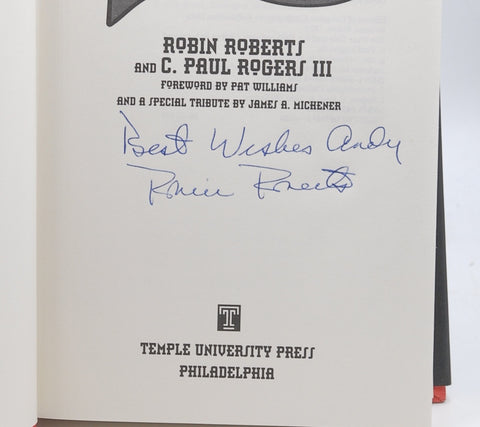 ROBIN ROBERTS
AND C. PAUL ROGERS III
FOREWORD BY PAT WILLIAMS
AND A SPECIAL TRIBUTE BY JAMES A. MICHENER
Best Wishes Andy
Robin Roberts
T
TEMPLE UNIVERSITY PRESS
PHILADELPHIA